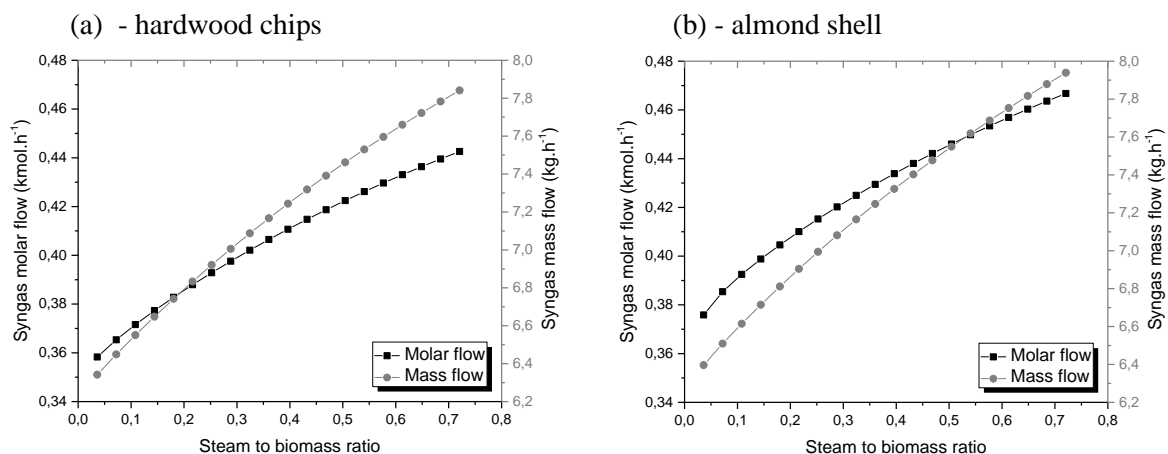 (a) - hardwood chips
0,48
0,46
0,44
0,42
0,40
0,38
0,36
0,34
Syngas molar flow (kmol.h⁻¹)
8,0
7,8
7,6
7,4
7,2
7,0
6,8
6,6
6,4
6,2
Syngas mass flow (kg.h⁻¹)
Molar flow
Mass flow
0,0 0,1 0,2 0,3 0,4 0,5 0,6 0,7 0,8
Steam to biomass ratio
(b) - almond shell
0,48
0,46
0,44
0,42
0,40
0,38
0,36
0,34
Syngas molar flow (kmol.h⁻¹)
8,0
7,8
7,6
7,4
7,2
7,0
6,8
6,6
6,4
6,2
Syngas mass flow (kg.h⁻¹)
Molar flow
Mass flow
0,0 0,1 0,2 0,3 0,4 0,5 0,6 0,7 0,8
Steam to biomass ratio